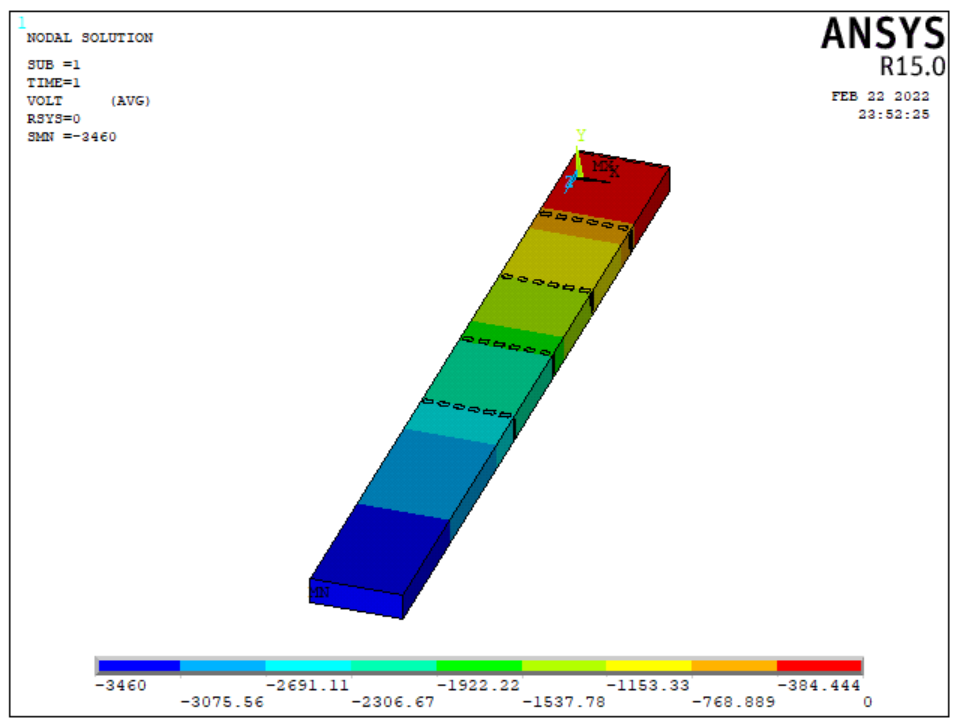 1
NODAL SOLUTION
SUB =1
TIME=1
VOLT (AVG)
RSYS=0
SMN =-3460
ANSYS
R15.0
FEB 22 2022
23:52:25
Y
MX
X
Z
MN
-3460
-3075.56
-2691.11
-2306.67
-1922.22
-1537.78
-1153.33
-768.889
-384.444
0